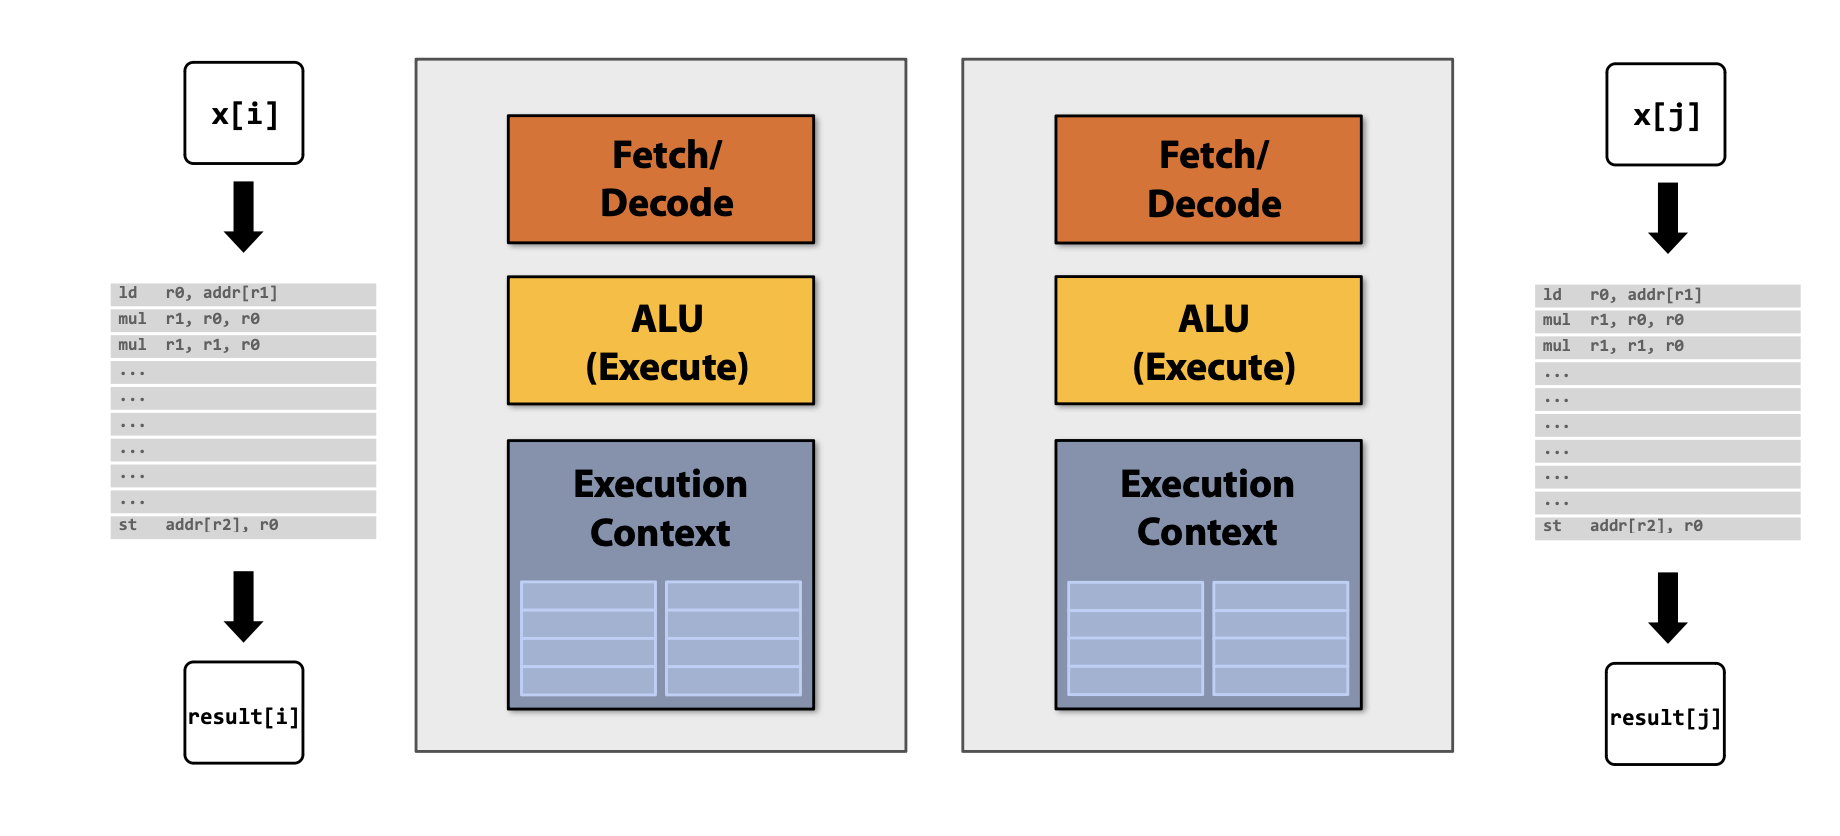 x[i]
ld r0, addr[r1]
mul r1, r0, r0
mul r1, r1, r0
...
...
...
...
...
...
st addr[r2], r0
result[i]
Fetch/
Decode
ALU
(Execute)
Execution
Context
Fetch/
Decode
ALU
(Execute)
Execution
Context
x[j]
ld r0, addr[r1]
mul r1, r0, r0
mul r1, r1, r0
...
...
...
...
...
...
st addr[r2], r0
result[j]